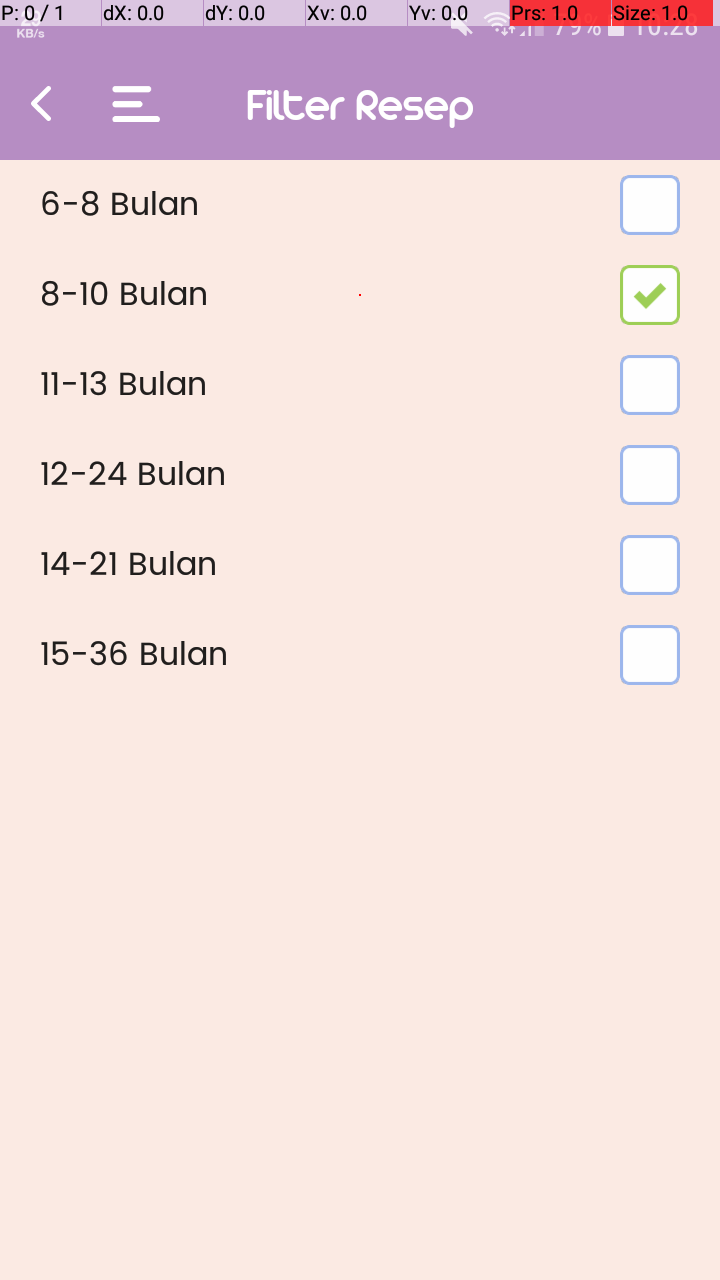 P: 0 / 1 dX: 0.0 dY: 0.0 Xv: 0.0 Yv: 0.0 Prs: 1.0 Size: 1.0
KB/s 79% 10:28
Filter Resep
6-8 Bulan
8-10 Bulan
11-13 Bulan
12-24 Bulan
14-21 Bulan
15-36 Bulan